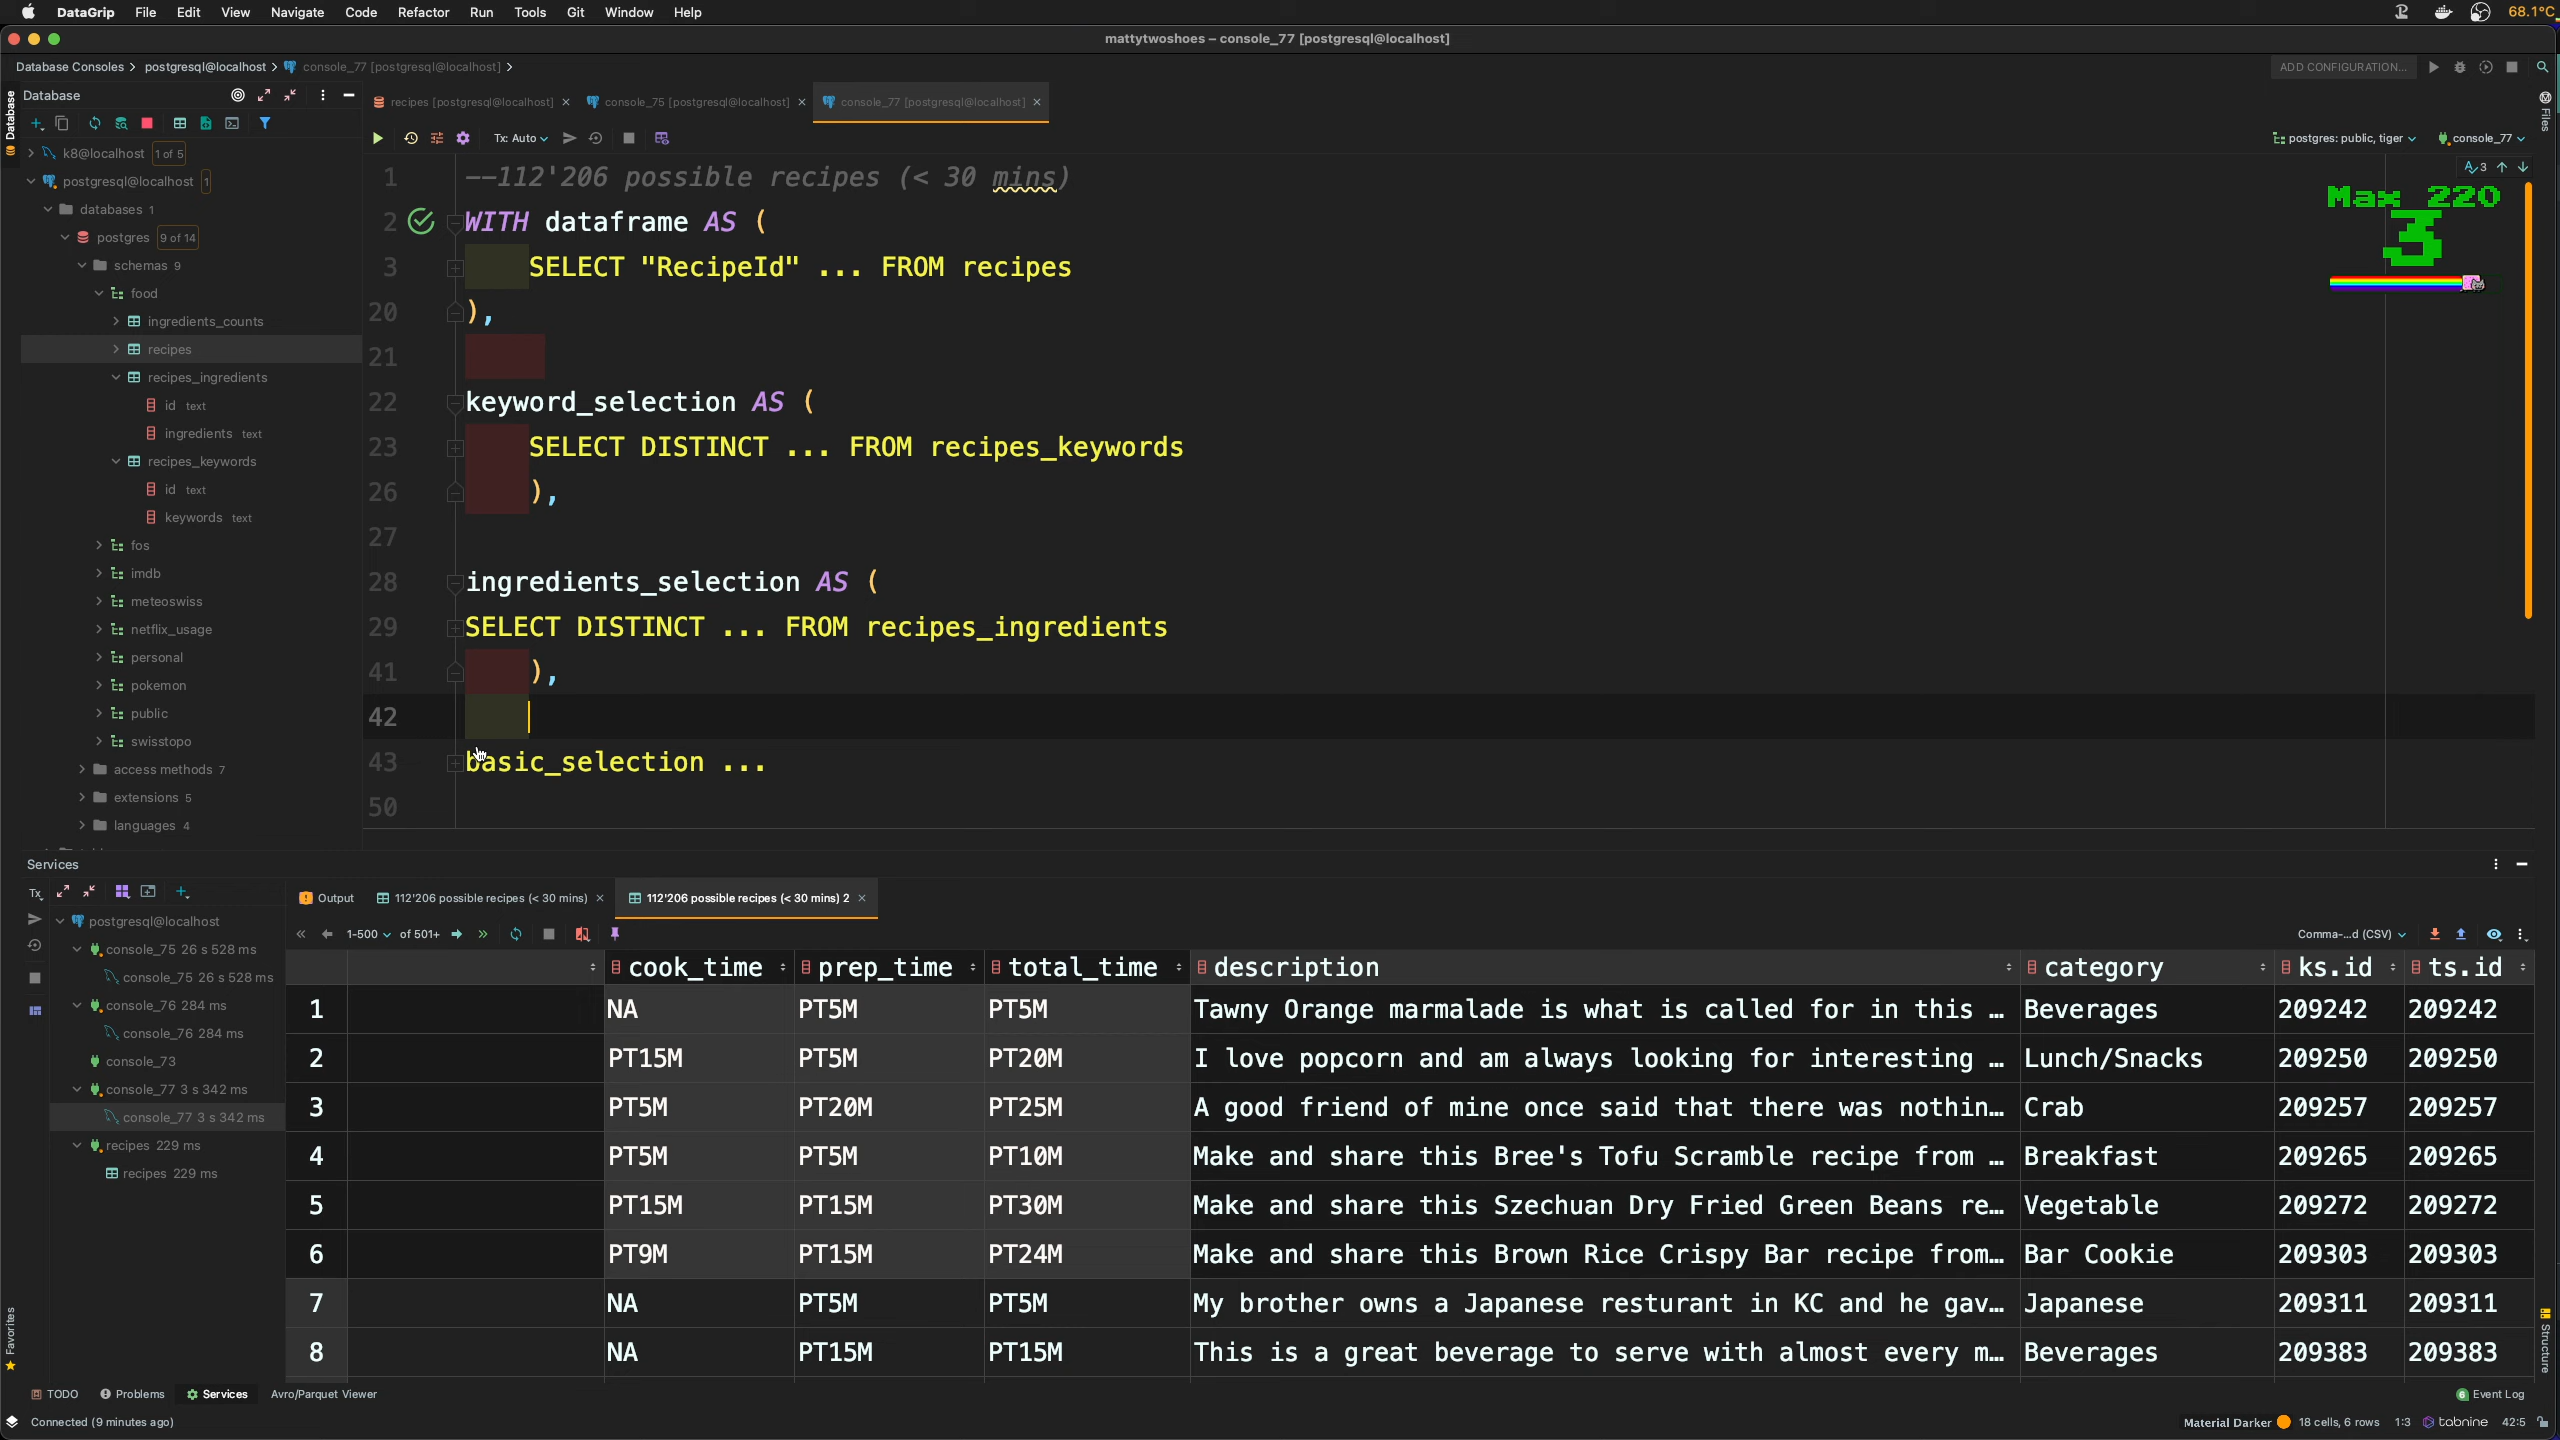 DataGrip File Edit View Navigate Code Refactor Run Tools Git Window Help
68.1°C
mattytwoshoes – console_77 [postgresql@localhost]
Database Consoles postgresql@localhost console_77 [postgresql@localhost]
ADD CONFIGURATION...
Database
Database
Files
recipes [postgresql@localhost] console_75 [postgresql@localhost] console_77 [postgresql@localhost]
Tx: Auto
postgres: public, tiger console_77
k8@localhost 1 of 5
postgresql@localhost 1
databases 1
postgres 9 of 14
schemas 9
food
ingredients_counts
recipes
recipes_ingredients
id text
ingredients text
recipes_keywords
id text
keywords text
fos
imdb
meteoswiss
netflix_usage
personal
pokemon
public
swisstopo
access methods 7
extensions 5
languages 4
3
Max 220
3
1 --112'206 possible recipes (< 30 mins)
2 WITH dataframe AS (
3 SELECT "RecipeId" ... FROM recipes
20 ),
21
22 keyword_selection AS (
23 SELECT DISTINCT ... FROM recipes_keywords
26 ),
27
28 ingredients_selection AS (
29 SELECT DISTINCT ... FROM recipes_ingredients
41 ),
42
43 basic_selection ...
50
Services
Tx
postgresql@localhost
console_75 26 s 528 ms
console_75 26 s 528 ms
console_76 284 ms
console_76 284 ms
console_73
console_77 3 s 342 ms
console_77 3 s 342 ms
recipes 229 ms
recipes 229 ms
Output 112'206 possible recipes (< 30 mins) 112'206 possible recipes (< 30 mins) 2
1-500 of 501+
Comma-...d (CSV)
cook_time prep_time total_time description category ks.id ts.id
1 NA PT5M PT5M Tawny Orange marmalade is what is called for in this … Beverages 209242 209242
2 PT15M PT5M PT20M I love popcorn and am always looking for interesting … Lunch/Snacks 209250 209250
3 PT5M PT20M PT25M A good friend of mine once said that there was nothin… Crab 209257 209257
4 PT5M PT5M PT10M Make and share this Bree's Tofu Scramble recipe from … Breakfast 209265 209265
5 PT15M PT15M PT30M Make and share this Szechuan Dry Fried Green Beans re… Vegetable 209272 209272
6 PT9M PT15M PT24M Make and share this Brown Rice Crispy Bar recipe from… Bar Cookie 209303 209303
7 NA PT5M PT5M My brother owns a Japanese resturant in KC and he gav… Japanese 209311 209311
8 NA PT15M PT15M This is a great beverage to serve with almost every m… Beverages 209383 209383
Favorites
Structure
TODO Problems Services Avro/Parquet Viewer
6 Event Log
Connected (9 minutes ago)
Material Darker 18 cells, 6 rows 1:3 tabnine 42:5